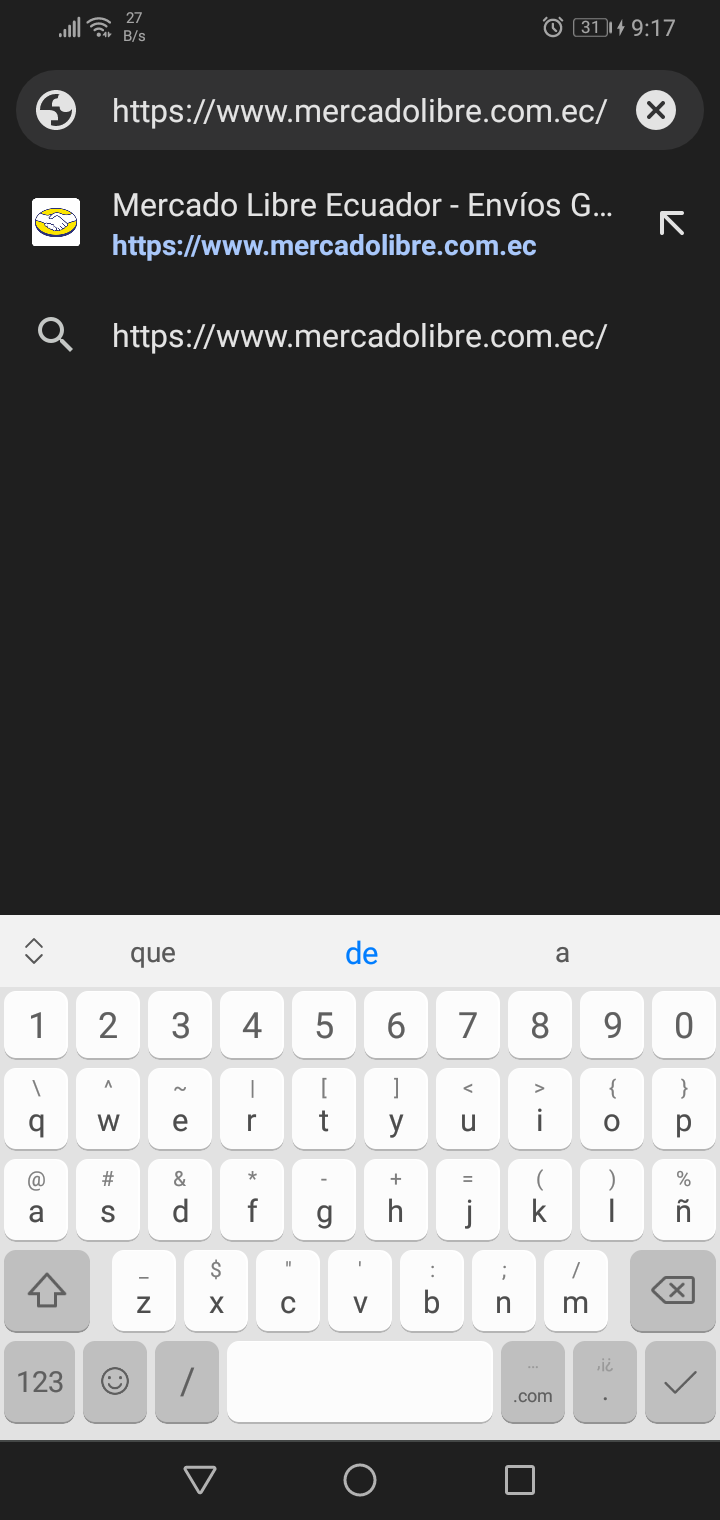 27
B/s
31
9:17
https://www.mercadolibre.com.ec/
Mercado Libre Ecuador - Envíos G...
https://www.mercadolibre.com.ec
https://www.mercadolibre.com.ec/
que de a
1 2 3 4 5 6 7 8 9 0
\ ^ ~ | [ ] < > { }
q w e r t y u i o p
@ # & * - + = ( ) %
a s d f g h j k l ñ
_ $ " ' : ; /
z x c v b n m
... ,¡¿
123 / .com .